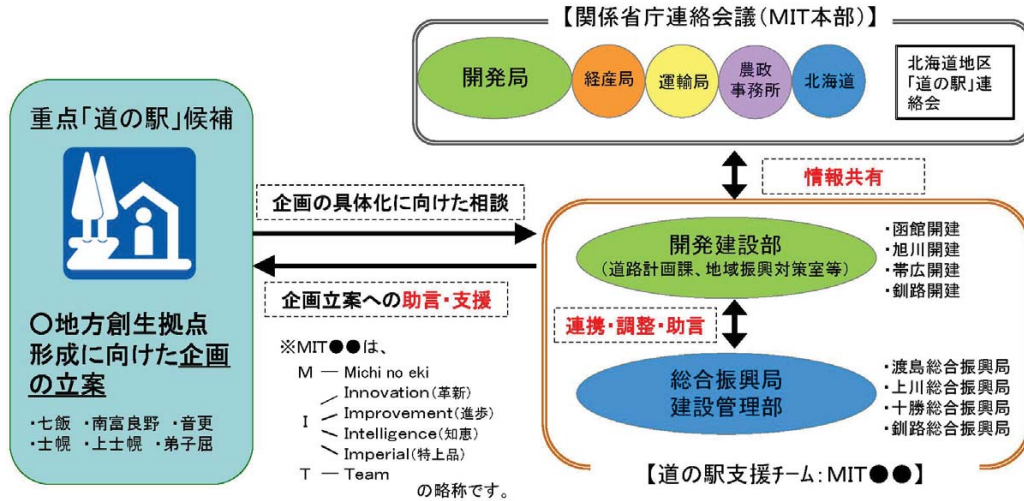 【関係省庁連絡会議(MIT本部)】
開発局
経産局
運輸局
農政
事務所
北海道
北海道地区
「道の駅」連
絡会
重点「道の駅」候補
〇地方創生拠点
形成に向けた企画
の立案
・七飯 ・南富良野 ・音更
・士幌 ・上士幌 ・弟子屈
企画の具体化に向けた相談
企画立案への助言・支援
情報共有
開発建設部
(道路計画課、地域振興対策室等)
・函館開建
・旭川開建
・帯広開建
・釧路開建
連携・調整・助言
総合振興局
建設管理部
・渡島総合振興局
・上川総合振興局
・十勝総合振興局
・釧路総合振興局
【道の駅支援チーム:MIT●●】
※MIT●●は、
M ― Michi no eki
Innovation(革新)
Improvement(進歩)
I
Intelligence(知恵)
Imperial(特上品)
T ― Team
の略称です。